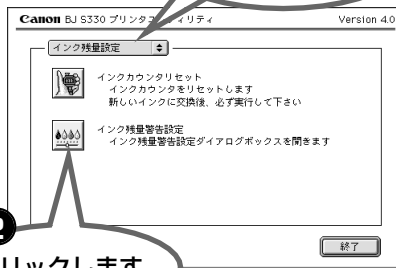 Canon BJ S330 プリンタユーティリティ Version 4.0
インク残量設定
インクカウンタリセット
インクカウンタをリセットします
新しいインクに交換後、必ず実行して下さい
インク残量警告設定
インク残量警告設定ダイアログボックスを開きます
終了
リックします